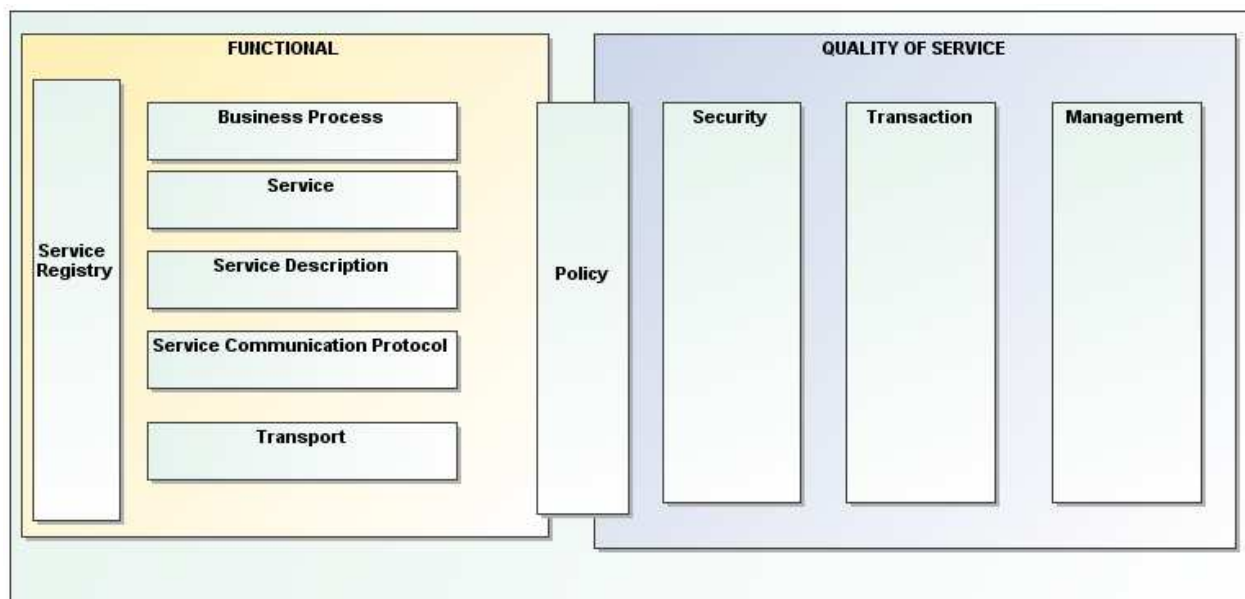 FUNCTIONAL
Service
Registry
Business Process
Service
Service Description
Service Communication Protocol
Transport
Policy
QUALITY OF SERVICE
Security
Transaction
Management